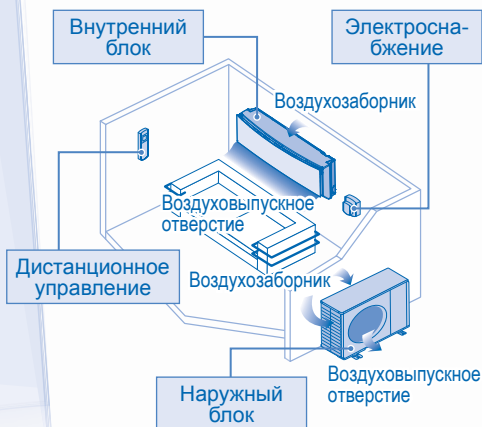 Внутренний
блок
Электросна-
бжение
Воздухозаборник
Воздуховыпускное
отверстие
Дистанционное
управление
Воздухозаборник
Воздуховыпускное
отверстие
Наружный
блок